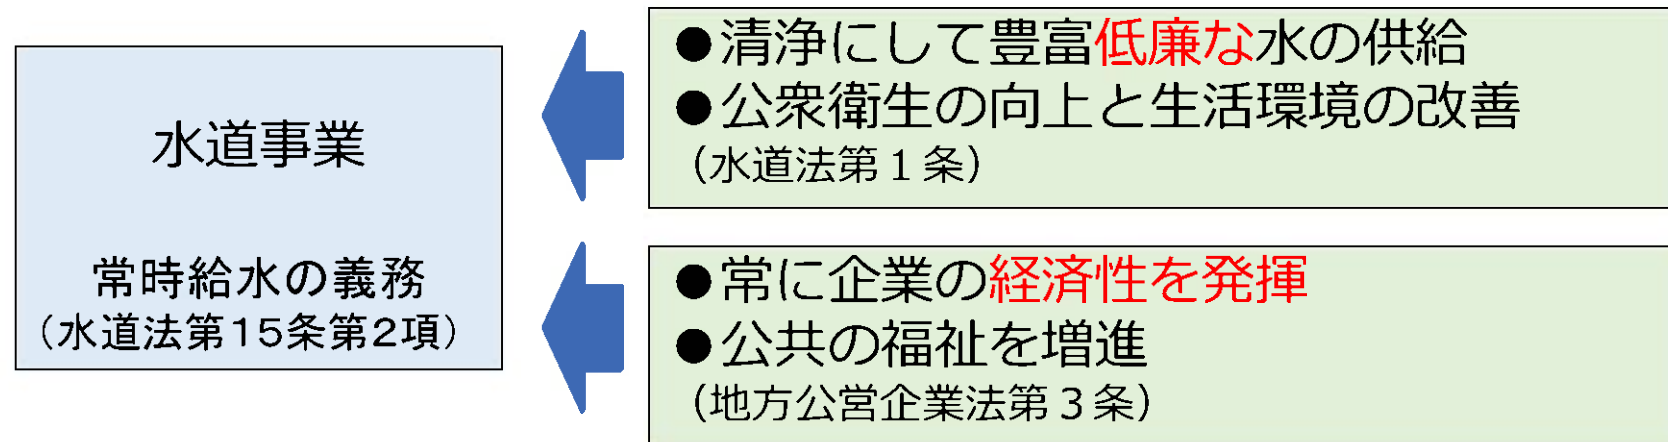 水道事業
常時給水の義務
（水道法第15条第2項）
●清浄にして豊富低廉な水の供給
●公衆衛生の向上と生活環境の改善
（水道法第１条）
●常に企業の経済性を発揮
●公共の福祉を増進
（地方公営企業法第３条）